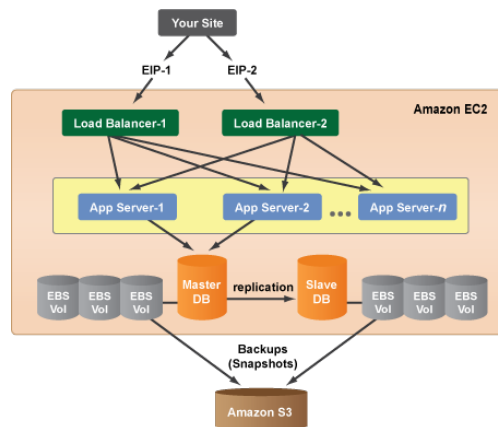 Your Site
EIP-1
EIP-2
Amazon EC2
Load Balancer-1
Load Balancer-2
App Server-1
App Server-2
...
App Server-n
Master
DB
replication
Slave
DB
EBS
Vol
EBS
Vol
EBS
Vol
EBS
Vol
EBS
Vol
EBS
Vol
Backups
(Snapshots)
Amazon S3